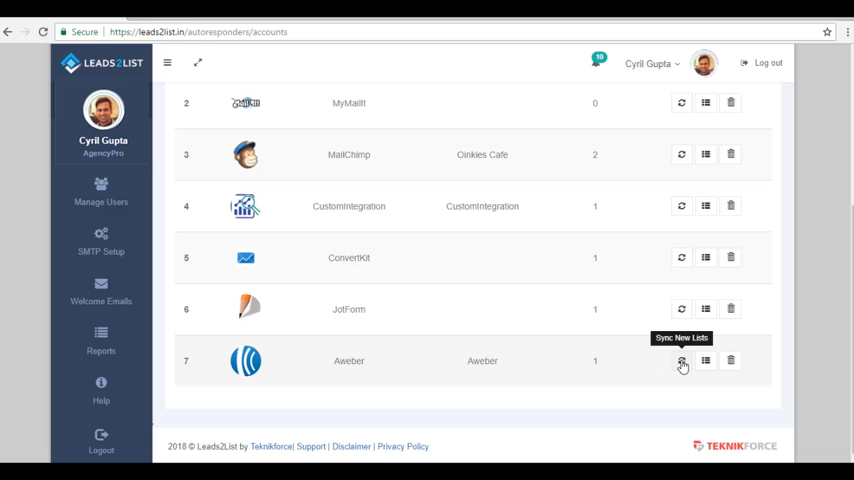 Secure https://leads2list.in/autoresponders/accounts
LEADS2LIST
10
Cyril Gupta
Log out
Cyril Gupta
AgencyPro
Manage Users
SMTP Setup
Welcome Emails
Reports
Help
Logout
2 MyMailIt 0
3 MailChimp Oinkies Cafe 2
4 CustomIntegration CustomIntegration 1
5 ConvertKit 1
6 JotForm 1
Sync New Lists
7 Aweber Aweber 1
2018 © Leads2List by Teknikforce| Support | Disclaimer | Privacy Policy
TEKNIKFORCE